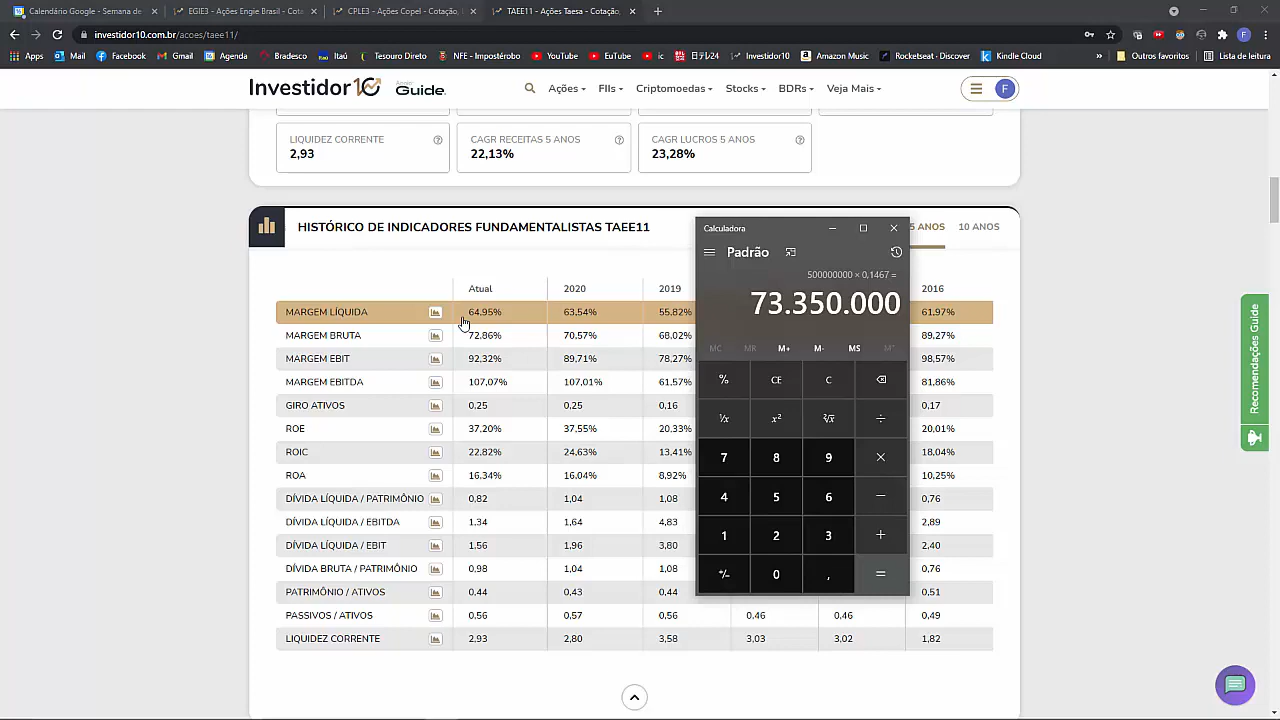 Calendário Google - Semana de
EGIE3 - Ações Engie Brasil - Cot
CPLE3 - Ações Copel - Cotação,
TAEE11 - Ações Taesa - Cotação,
investidor10.com.br/acoes/taee11/
Apps Mail Facebook Gmail Agenda Bradesco Itaú Tesouro Direto NFE - Impostérobo YouTube EuTube ic Investidor10 Amazon Music Rocketseat | Discover Kindle Cloud Outros favoritos Lista de leitura
Investidor10 Guide. Ações FIIs Criptomoedas Stocks BDRs Veja Mais F
LIQUIDEZ CORRENTE CAGR RECEITAS 5 ANOS CAGR LUCROS 5 ANOS
2,93 22,13% 23,28%
HISTÓRICO DE INDICADORES FUNDAMENTALISTAS TAEE11 5 ANOS 10 ANOS
Atual 2020 2019 2016
MARGEM LÍQUIDA 64,95% 63,54% 55,82% 61,97%
MARGEM BRUTA 72,86% 70,57% 68,02% 89,27%
MARGEM EBIT 92,32% 89,71% 78,27% 98,57%
MARGEM EBITDA 107,07% 107,01% 61,57% 81,86%
GIRO ATIVOS 0,25 0,25 0,16 0,17
ROE 37,20% 37,55% 20,33% 20,01%
ROIC 22,82% 24,63% 13,41% 18,04%
ROA 16,34% 16,04% 8,92% 10,25%
DÍVIDA LÍQUIDA / PATRIMÔNIO 0,82 1,04 1,08 0,76
DÍVIDA LÍQUIDA / EBITDA 1,34 1,64 4,83 2,89
DÍVIDA LÍQUIDA / EBIT 1,56 1,96 3,80 2,40
DÍVIDA BRUTA / PATRIMÔNIO 0,98 1,04 1,08 0,76
PATRIMÔNIO / ATIVOS 0,44 0,43 0,44 0,51
PASSIVOS / ATIVOS 0,56 0,57 0,56 0,46 0,46 0,49
LIQUIDEZ CORRENTE 2,93 2,80 3,58 3,03 3,02 1,82
Calculadora
Padrão
500000000 × 0,1467 =
73.350.000
MC MR M+ M- MS M
% CE C
¹/x x² ²√x ÷
7 8 9 ×
4 5 6 −
1 2 3 +
+/- 0 , =
Recomendações Guide